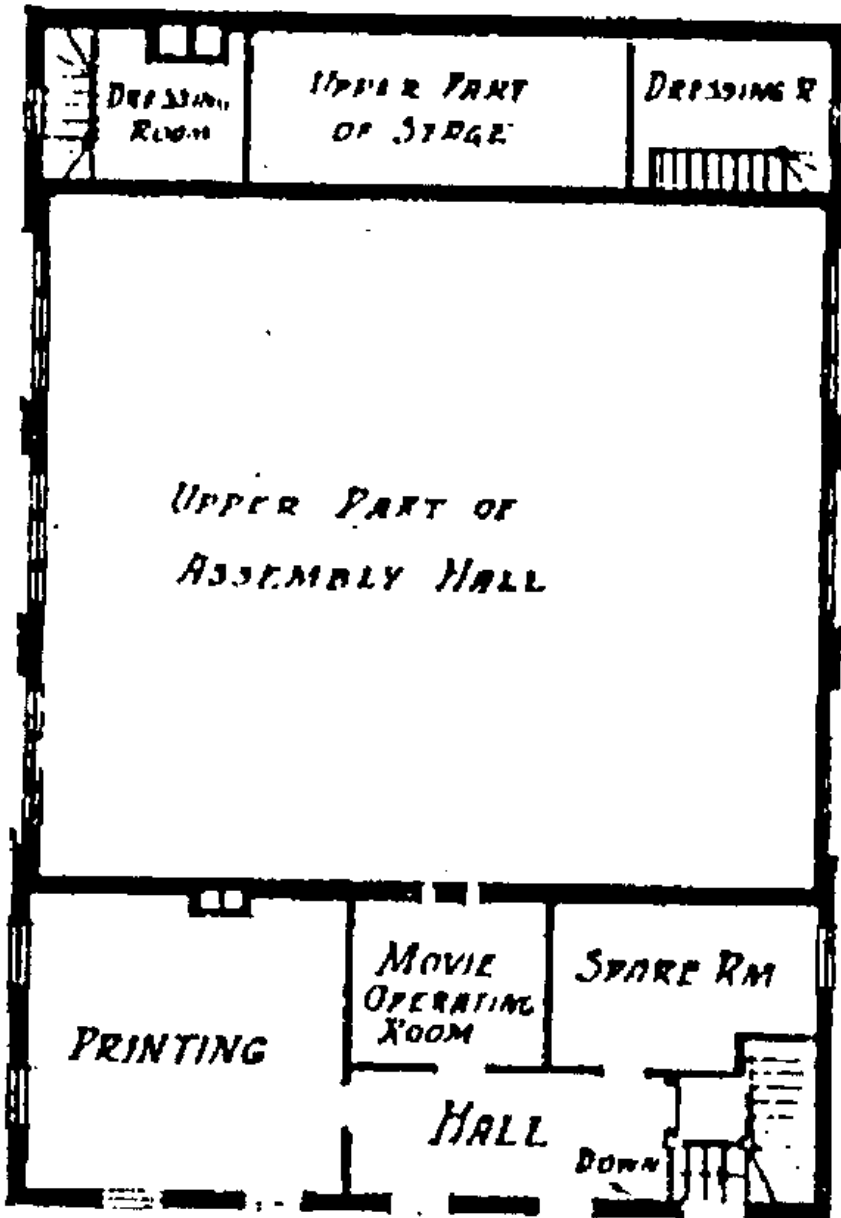 DRESSING
ROOM
UPPER PART
OF STAGE
DRESSING R
UPPER PART OF
ASSEMBLY HALL
PRINTING
MOVIE
OPERATING
ROOM
SPARE RM
HALL
DOWN